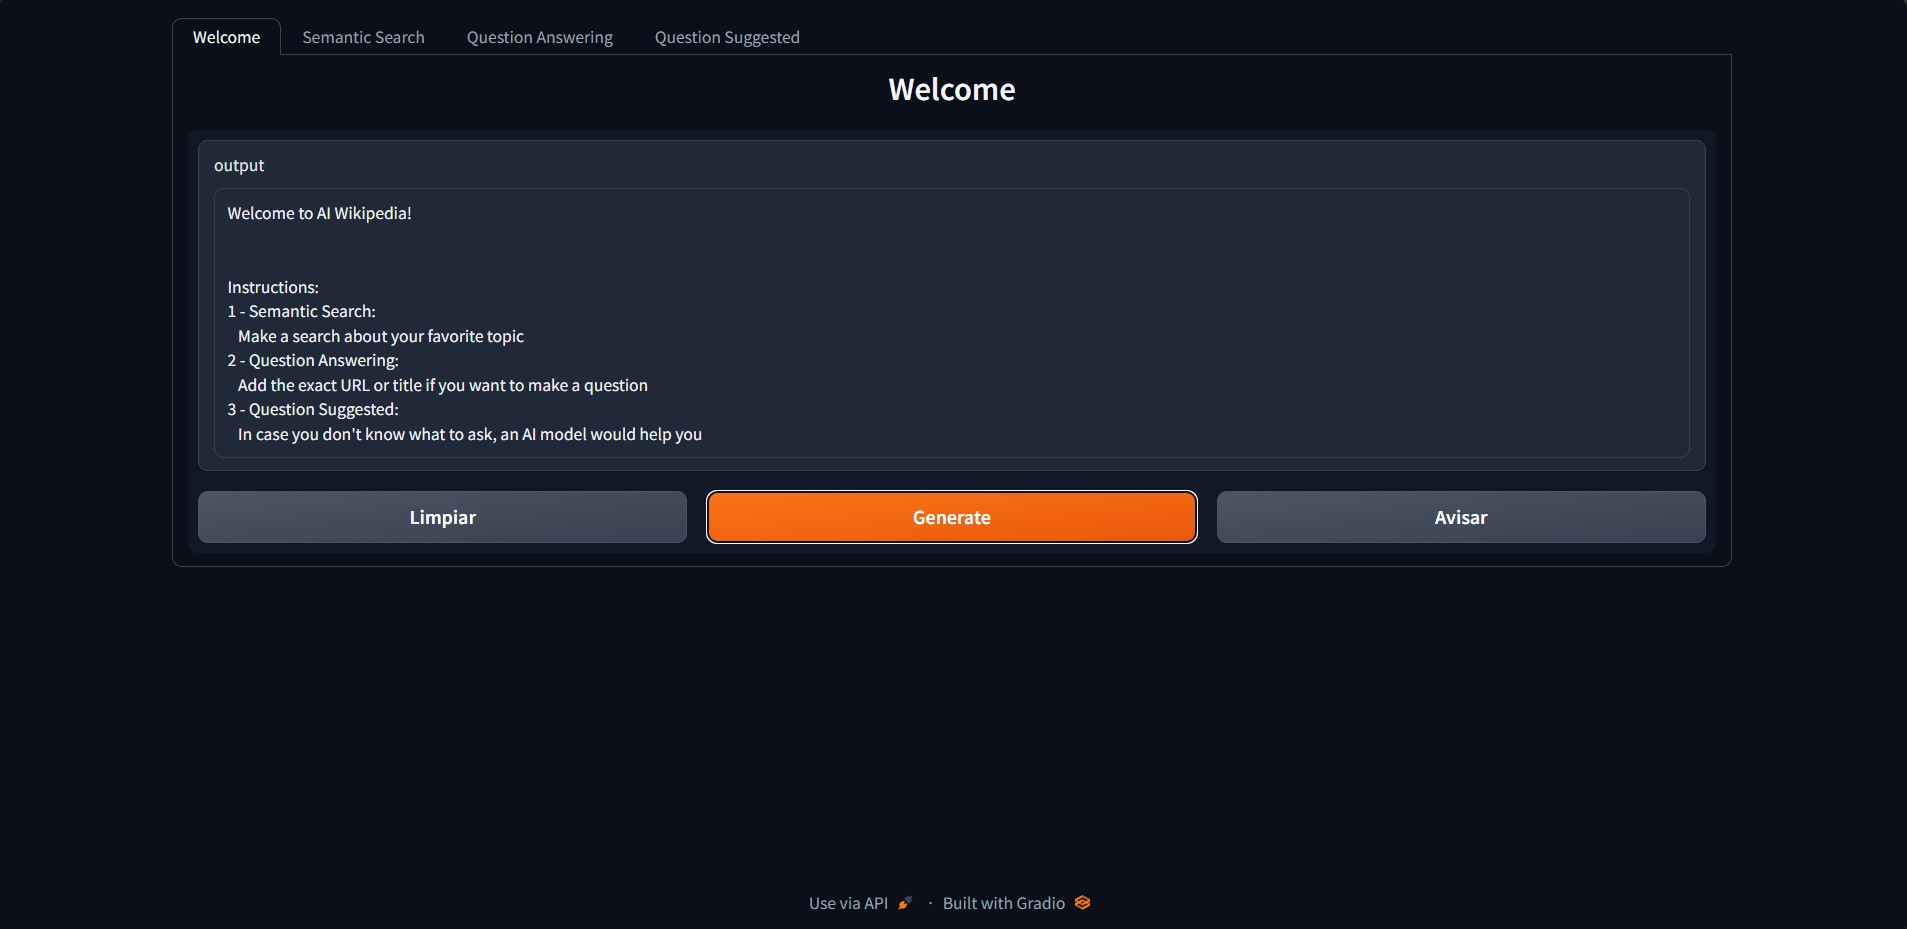 Welcome
Semantic Search
Question Answering
Question Suggested
Welcome
output
Welcome to AI Wikipedia!
Instructions:
1 - Semantic Search:
Make a search about your favorite topic
2 - Question Answering:
Add the exact URL or title if you want to make a question
3 - Question Suggested:
In case you don't know what to ask, an AI model would help you
Limpiar
Generate
Avisar
Use via API · Built with Gradio